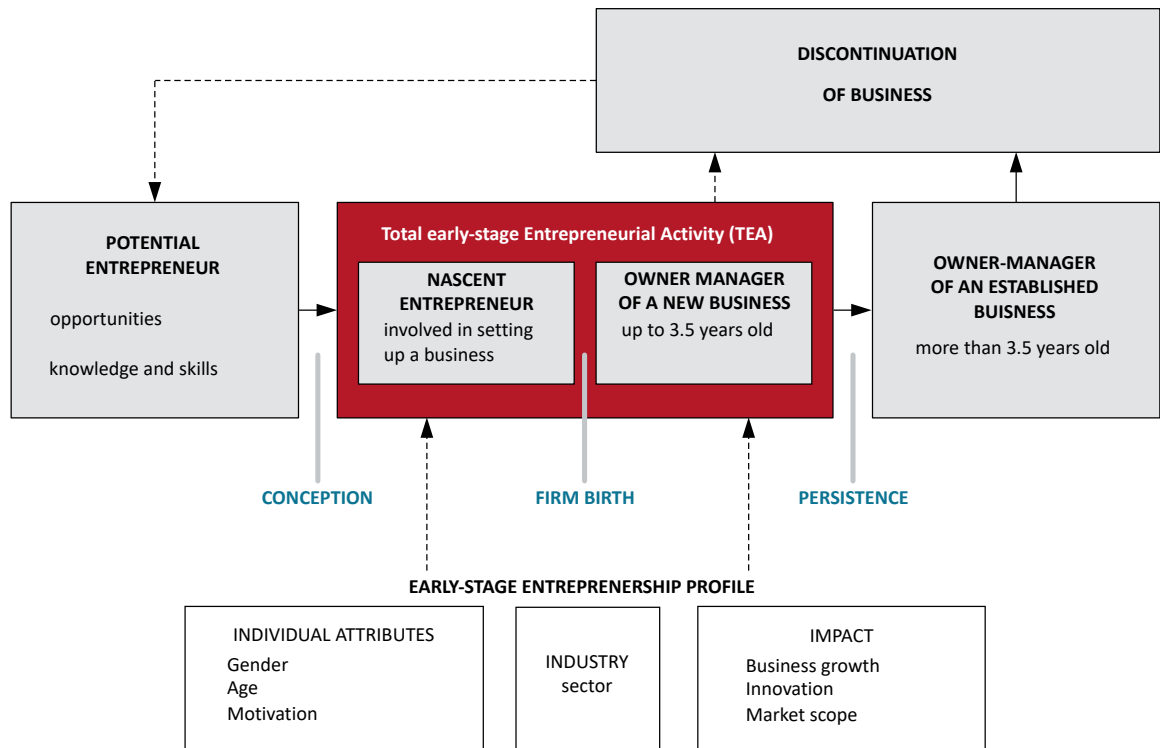 DISCONTINUATION
OF BUSINESS
POTENTIAL
ENTREPRENEUR
opportunities
knowledge and skills
Total early-stage Entrepreneurial Activity (TEA)
NASCENT
ENTREPRENEUR
involved in setting
up a business
OWNER MANAGER
OF A NEW BUSINESS
up to 3.5 years old
OWNER-MANAGER
OF AN ESTABLISHED
BUISNESS
more than 3.5 years old
CONCEPTION
FIRM BIRTH
PERSISTENCE
EARLY-STAGE ENTREPRENERSHIP PROFILE
INDIVIDUAL ATTRIBUTES
Gender
Age
Motivation
INDUSTRY
sector
IMPACT
Business growth
Innovation
Market scope